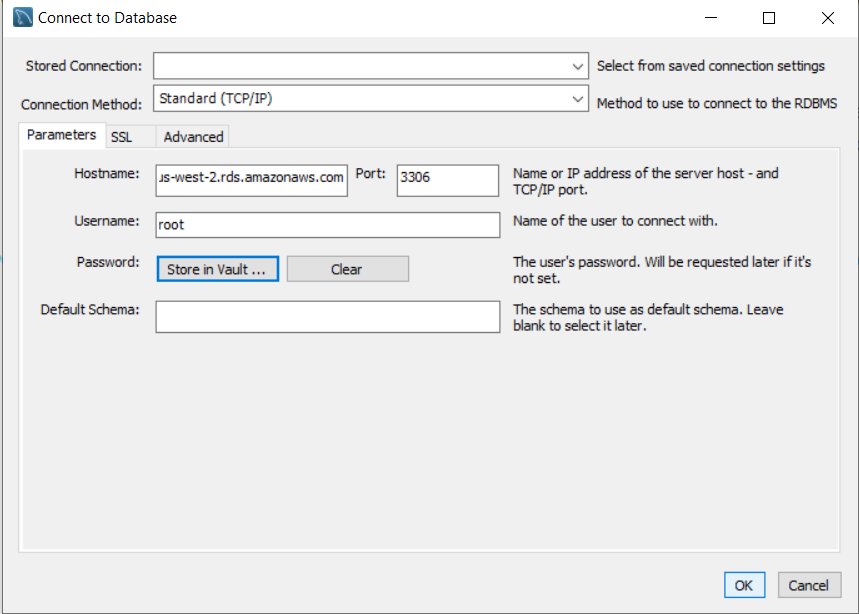 Connect to Database
Stored Connection:
Select from saved connection settings
Connection Method: Standard (TCP/IP)
Method to use to connect to the RDBMS
Parameters SSL Advanced
Hostname: us-west-2.rds.amazonaws.com Port: 3306
Name or IP address of the server host - and
TCP/IP port.
Username: root
Name of the user to connect with.
Password: Store in Vault ... Clear
The user's password. Will be requested later if it's
not set.
Default Schema:
The schema to use as default schema. Leave
blank to select it later.
OK Cancel